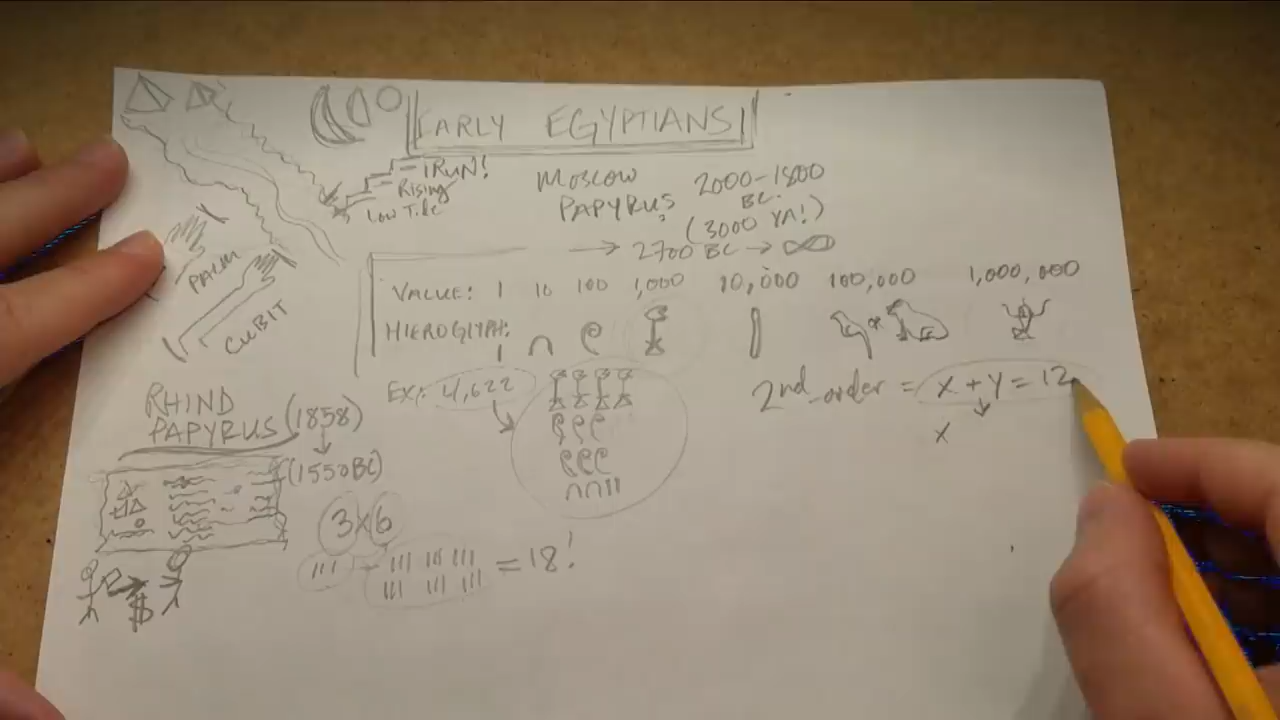 EARLY EGYPTIANS
RUN!
Rising
Low Tide
MOSCOW PAPYRUS
2000-1800 BC.
(3000 YA!)
→ 2700 BC → ∞
PALM
CUBIT
VALUE: 1 10 100 1,000 10,000 100,000 1,000,000
HIEROGLYPH:
or
EX: 4,622
2nd-order = x + y = 12
x
RHIND
PAPYRUS (1858)
(1550 BC)
3x6
= 18!
$